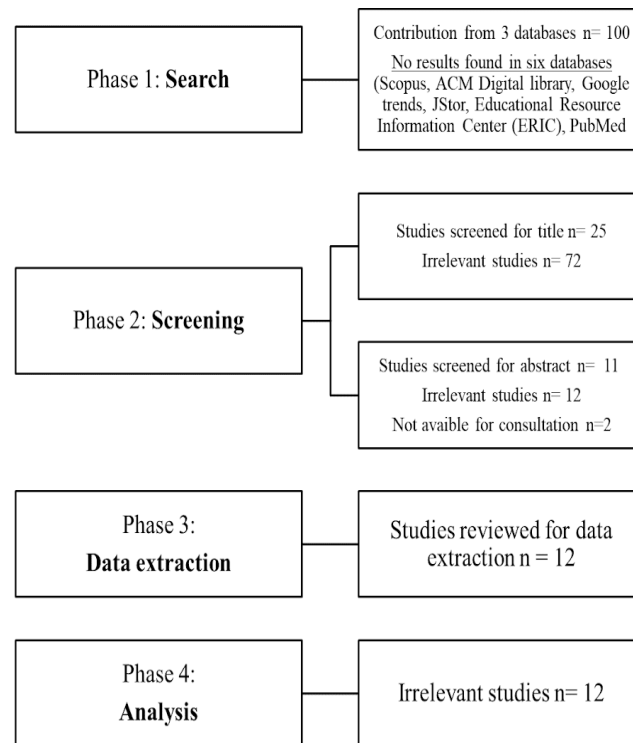 Phase 1: Search
Contribution from 3 databases n= 100
No results found in six databases
(Scopus, ACM Digital library, Google
trends, JStor, Educational Resource
Information Center (ERIC), PubMed
Phase 2: Screening
Studies screened for title n= 25
Irrelevant studies n= 72
Studies screened for abstract n= 11
Irrelevant studies n= 12
Not avaible for consultation n=2
Phase 3:
Data extraction
Studies reviewed for data
extraction n = 12
Phase 4:
Analysis
Irrelevant studies n= 12